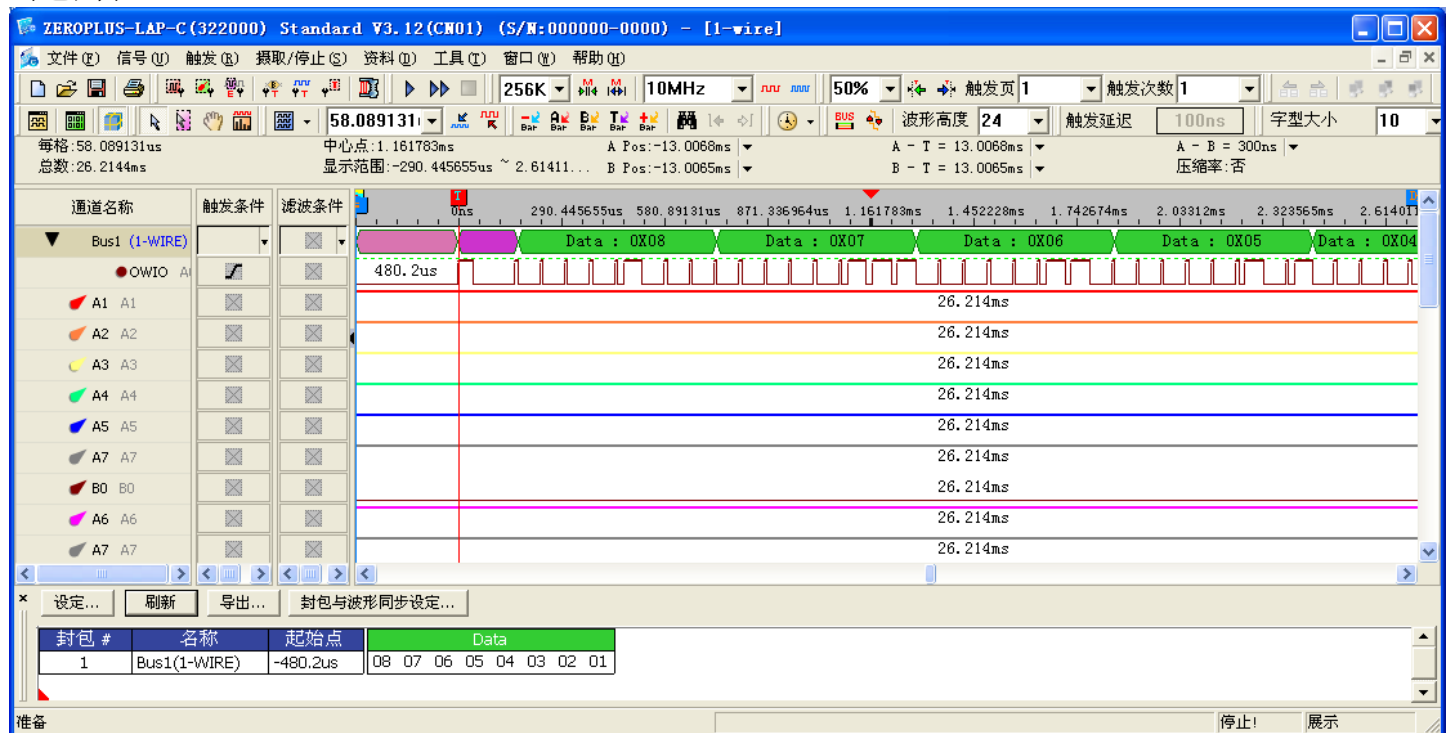 ZEROPLUS-LAP-C(322000) Standard V3.12(CN01) (S/N:000000-0000) - [1-wire]
文件(F) 信号(U) 触发(R) 摄取/停止(S) 资料(D) 工具(T) 窗口(W) 帮助(H)
256K 10MHz 50% 触发页 1 触发次数 1
58.089131 波形高度 24 触发延迟 100ns 字型大小 10
每格:58.089131us 中心点:1.161783ms A Pos:-13.0068ms A - T = 13.0068ms A - B = 300ns
总数:26.2144ms 显示范围:-290.445655us ~ 2.61411... B Pos:-13.0065ms B - T = 13.0065ms 压缩率:否
通道名称 触发条件 滤波条件 T 0ns 290.445655us 580.89131us 871.336964us 1.161783ms 1.452228ms 1.742674ms 2.03312ms 2.323565ms 2.61401
Bus1 (1-WIRE) Data : 0X08 Data : 0X07 Data : 0X06 Data : 0X05 Data : 0X04
OWIO 480.2us
A1 A1 26.214ms
A2 A2 26.214ms
A3 A3 26.214ms
A4 A4 26.214ms
A5 A5 26.214ms
A7 A7 26.214ms
B0 B0 26.214ms
A6 A6 26.214ms
A7 A7 26.214ms
设定... 刷新 导出... 封包与波形同步设定...
封包 # 名称 起始点 Data
1 Bus1(1-WIRE) -480.2us 08 07 06 05 04 03 02 01
准备 停止! 展示